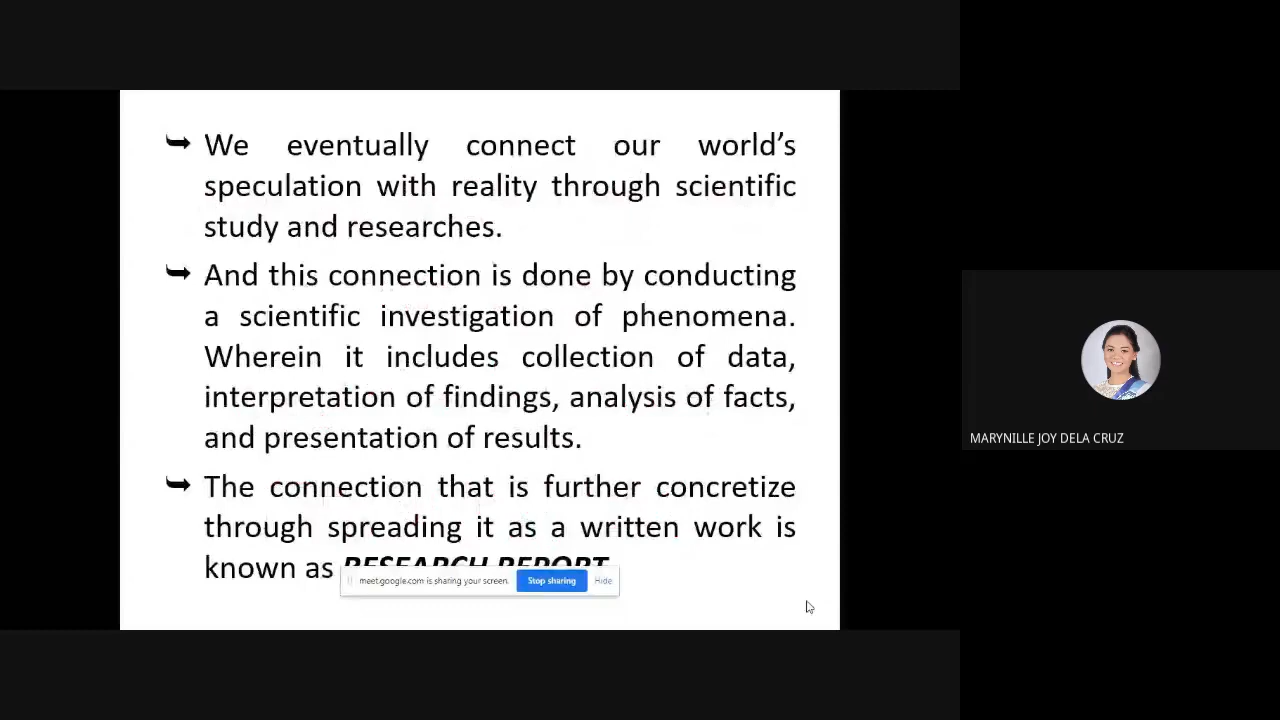 We eventually connect our world's
speculation with reality through scientific
study and researches.
And this connection is done by conducting
a scientific investigation of phenomena.
Wherein it includes collection of data,
interpretation of findings, analysis of facts,
and presentation of results.
The connection that is further concretize
through spreading it as a written work is
known as RESEARCH REPORT
meet.google.com is sharing your screen.
Stop sharing
Hide
MARYNILLE JOY DELA CRUZ